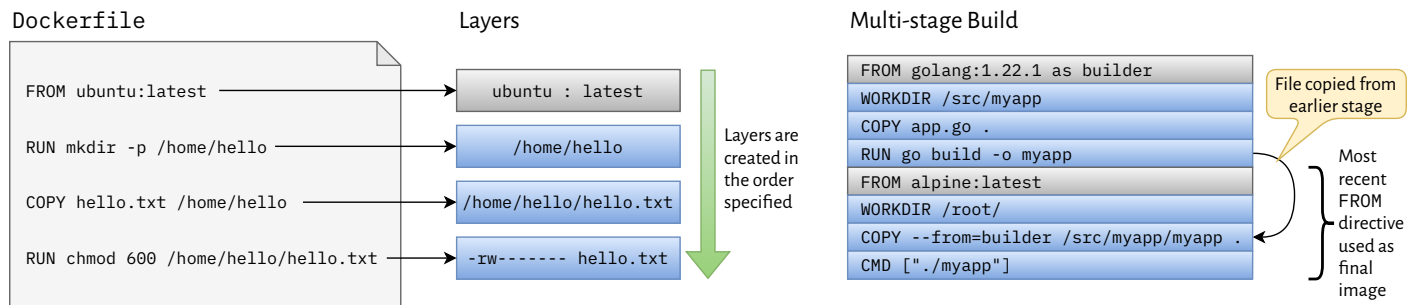 Dockerfile
FROM ubuntu:latest
RUN mkdir -p /home/hello
COPY hello.txt /home/hello
RUN chmod 600 /home/hello/hello.txt
Layers
ubuntu : latest
/home/hello
/home/hello/hello.txt
-rw------- hello.txt
Layers are
created in
the order
specified
Multi-stage Build
FROM golang:1.22.1 as builder
WORKDIR /src/myapp
COPY app.go .
RUN go build -o myapp
FROM alpine:latest
WORKDIR /root/
COPY --from=builder /src/myapp/myapp .
CMD ["./myapp"]
File copied from
earlier stage
Most
recent
FROM
directive
used as
final
image